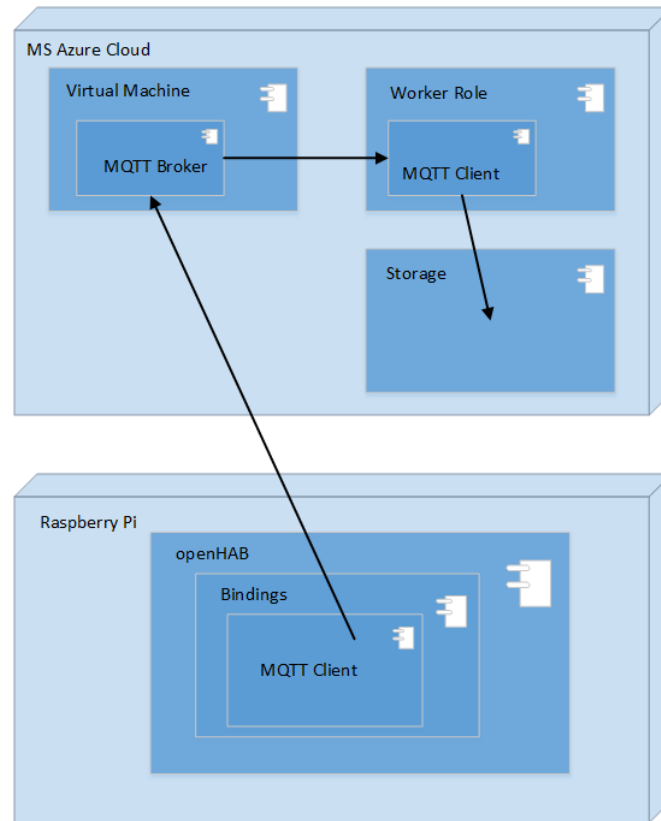 MS Azure Cloud
Virtual Machine
MQTT Broker
Worker Role
MQTT Client
Storage
Raspberry Pi
openHAB
Bindings
MQTT Client